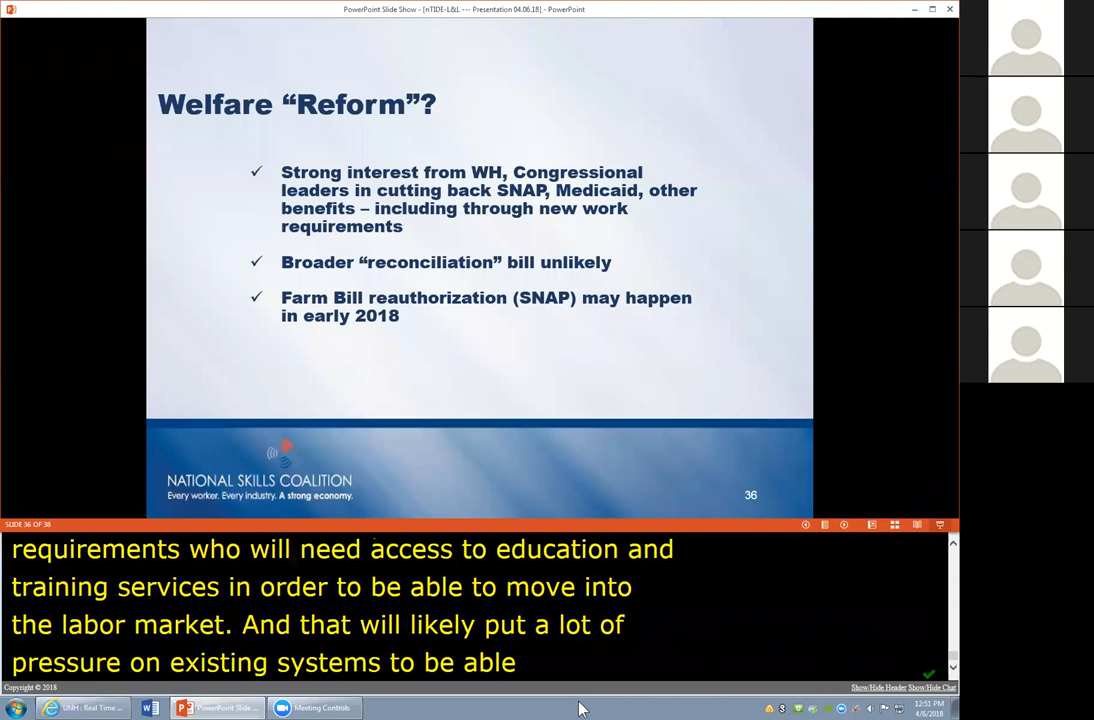 PowerPoint Slide Show - [nTIDE-L&L --- Presentation 04.06.18] - PowerPoint
Welfare “Reform”?
✓ Strong interest from WH, Congressional
leaders in cutting back SNAP, Medicaid, other
benefits – including through new work
requirements
✓ Broader “reconciliation” bill unlikely
✓ Farm Bill reauthorization (SNAP) may happen
in early 2018
NATIONAL SKILLS COALITION
Every worker. Every industry. A strong economy.
36
SLIDE 36 OF 38
requirements who will need access to education and
training services in order to be able to move into
the labor market. And that will likely put a lot of
pressure on existing systems to be able
Copyright © 2018
Show/Hide Header Show/Hide Chat
UNH : Real Time ...
PowerPoint Slide ...
Meeting Controls
12:51 PM
4/6/2018